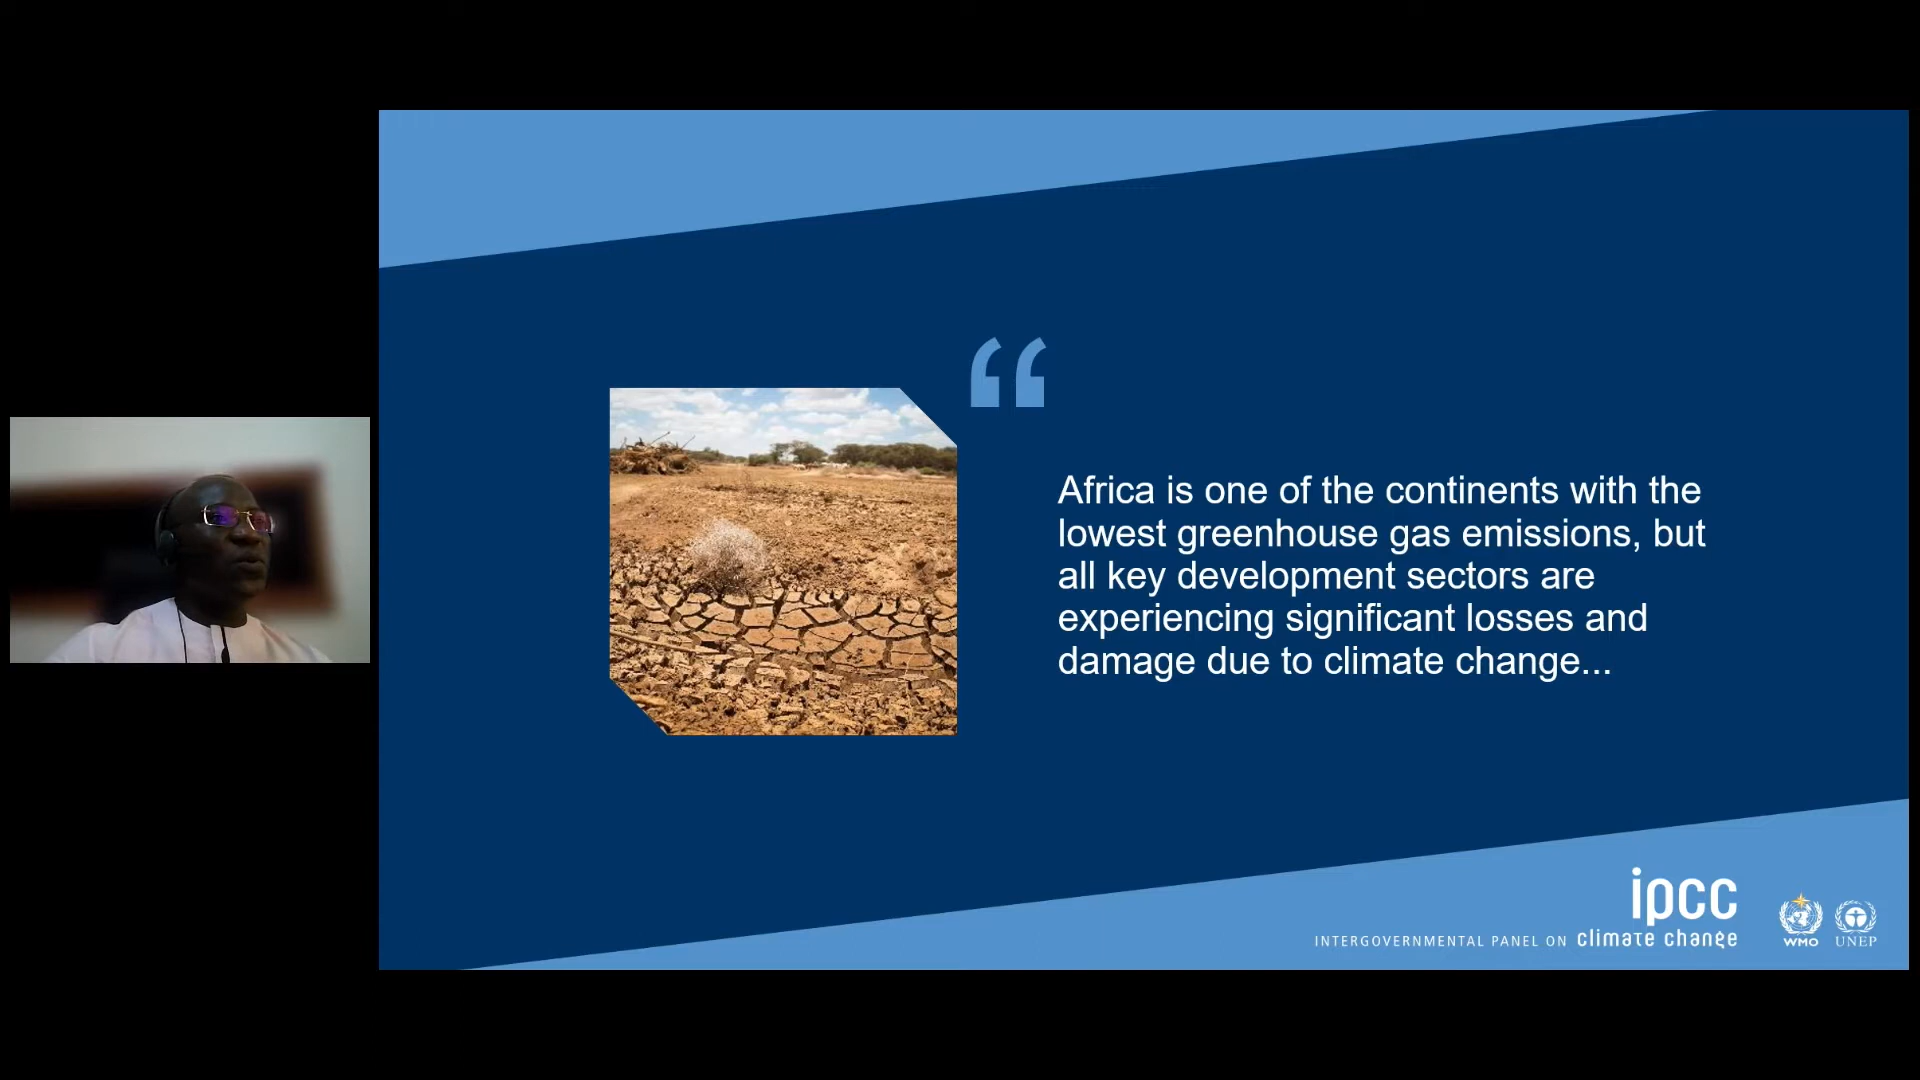 “
Africa is one of the continents with the
lowest greenhouse gas emissions, but
all key development sectors are
experiencing significant losses and
damage due to climate change...
ipcc
INTERGOVERNMENTAL PANEL ON climate change
WMO
UNEP